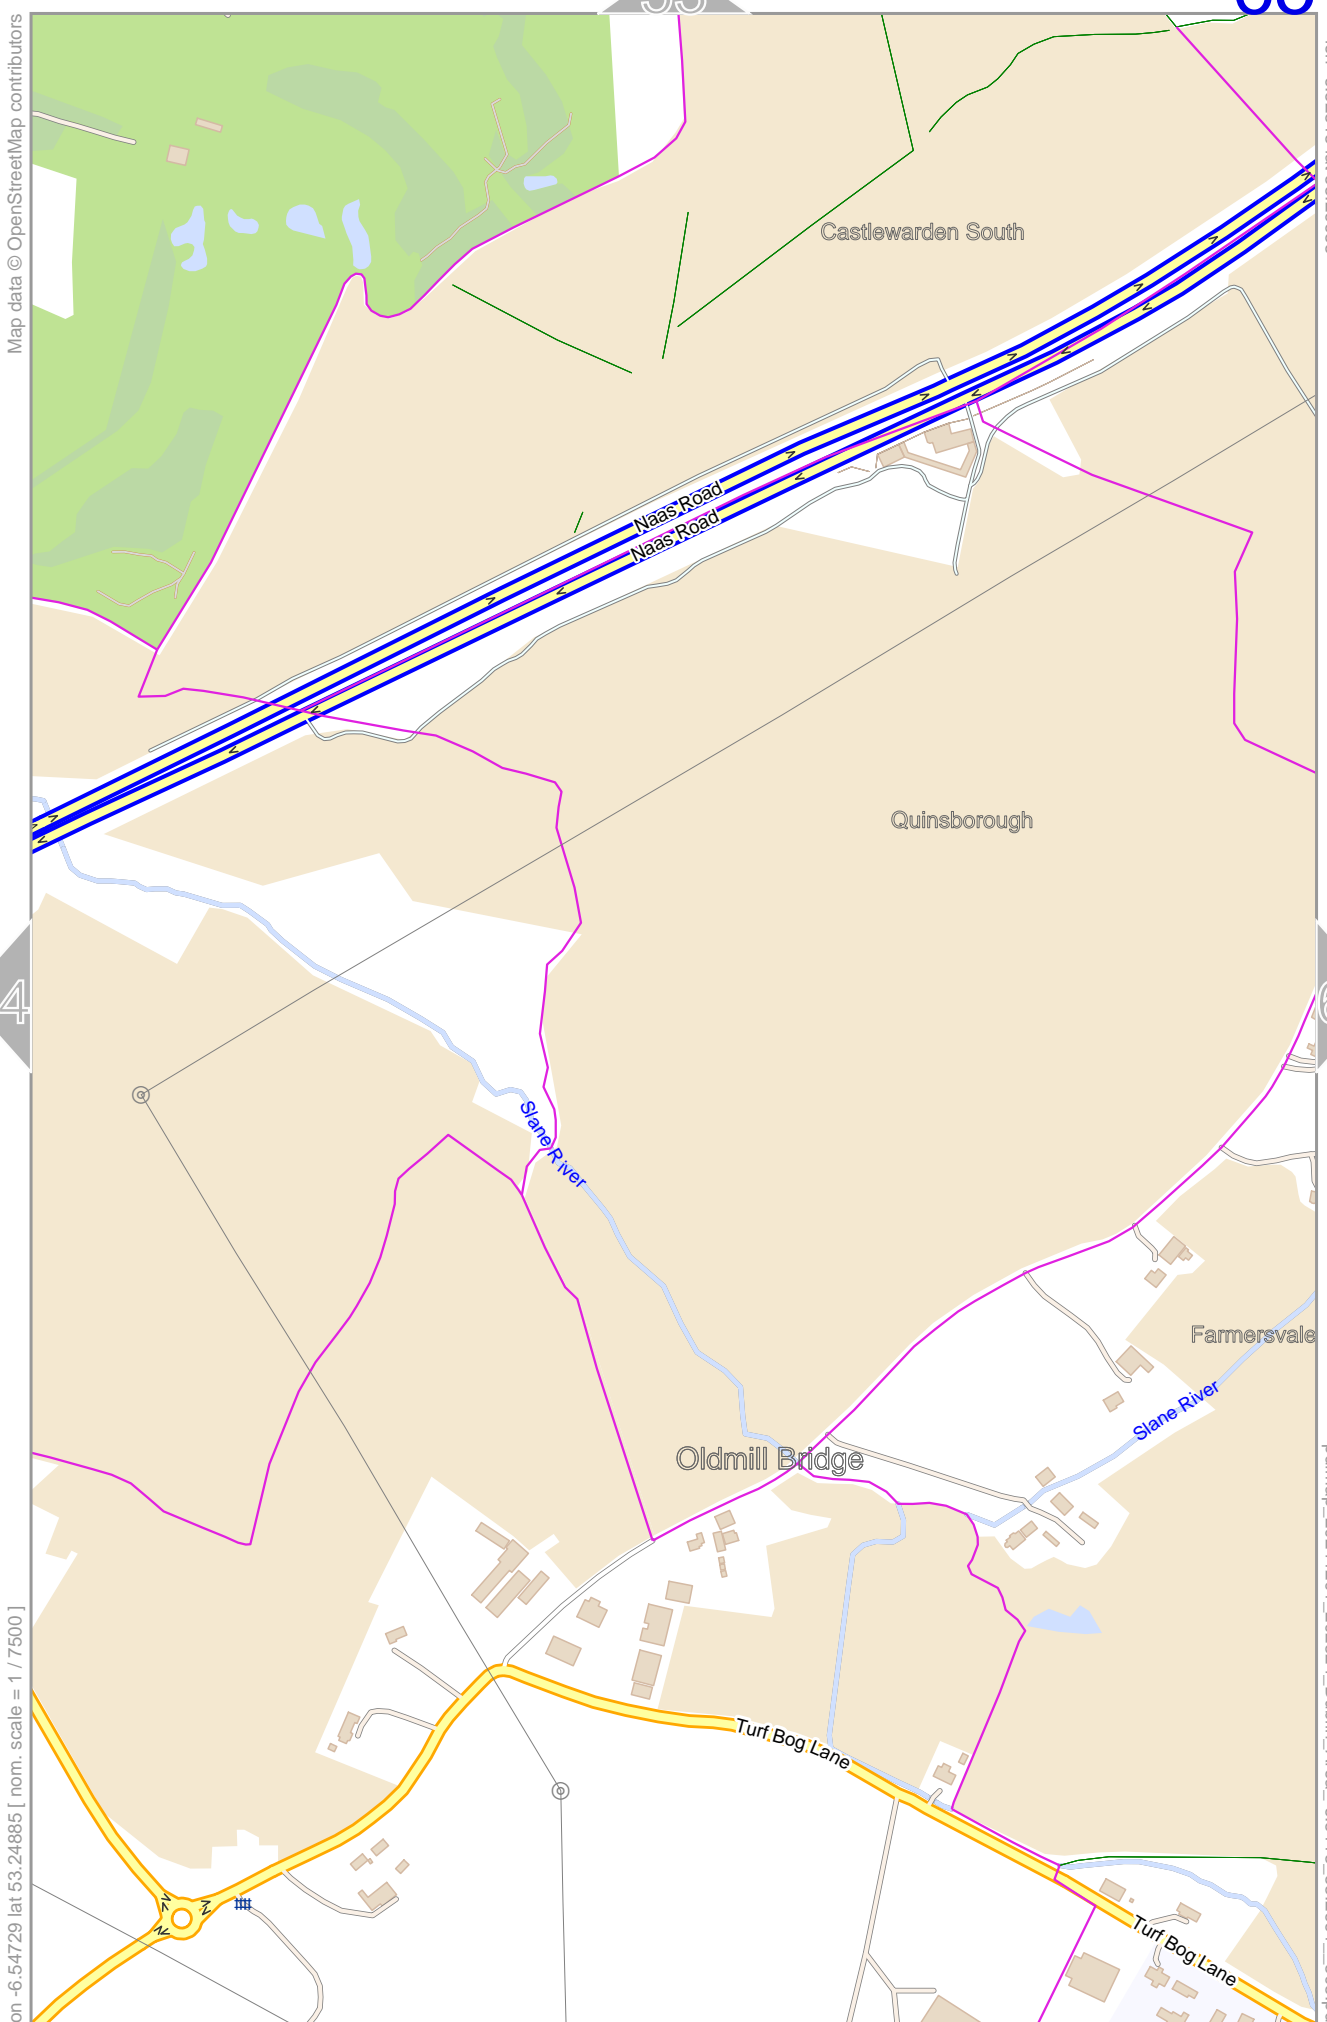 Map data © OpenStreetMap contributors
Castlewarden South
Naas Road
Naas Road
Quinsborough
Slane River
Farmersvale
Slane River
Oldmill Bridge
Turf Bog Lane
Turf Bog Lane
-6.54729 lat 53.24885 [ nom. scale = 1 / 7500 ]